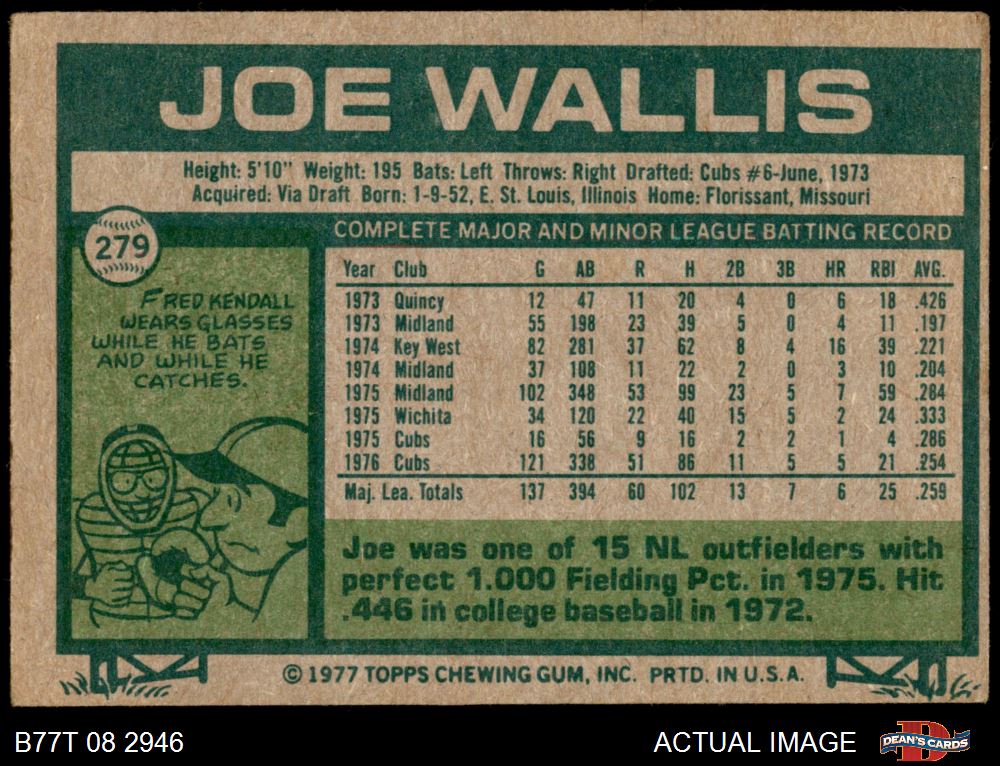 JOE WALLIS
Height: 5'10" Weight: 195 Bats: Left Throws: Right Drafted: Cubs #6-June, 1973
Acquired: Via Draft Born: 1-9-52, E. St. Louis, Illinois Home: Florissant, Missouri
279
FRED KENDALL
WEARS GLASSES
WHILE HE BATS
AND WHILE HE
CATCHES.
COMPLETE MAJOR AND MINOR LEAGUE BATTING RECORD
Year Club G AB R H 2B 3B HR RBI AVG.
1973 Quincy 12 47 11 20 4 0 6 18 .426
1973 Midland 55 198 23 39 5 0 4 11 .197
1974 Key West 82 281 37 62 8 4 16 39 .221
1974 Midland 37 108 11 22 2 0 3 10 .204
1975 Midland 102 348 53 99 23 5 7 59 .284
1975 Wichita 34 120 22 40 15 5 2 24 .333
1975 Cubs 16 56 9 16 2 2 1 4 .286
1976 Cubs 121 338 51 86 11 5 5 21 .254
Maj. Lea. Totals 137 394 60 102 13 7 6 25 .259
Joe was one of 15 NL outfielders with
perfect 1.000 Fielding Pct. in 1975. Hit
.446 in college baseball in 1972.
© 1977 TOPPS CHEWING GUM, INC. PRTD. IN U.S.A.
B77T 08 2946
ACTUAL IMAGE
DEAN'S CARDS